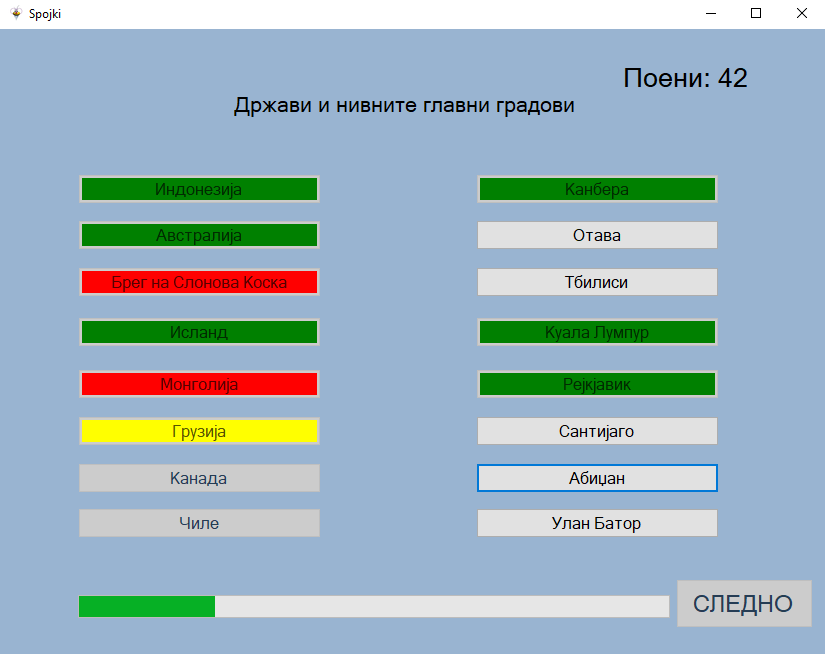 Spojki
Поени: 42
Држави и нивните главни градови
Индонезија Канбера
Австралија Отава
Брег на Слонова Коска Тбилиси
Исланд Куала Лумпур
Монголија Рејкјавик
Грузија Сантијаго
Канада Абиџан
Чиле Улан Батор
СЛЕДНО